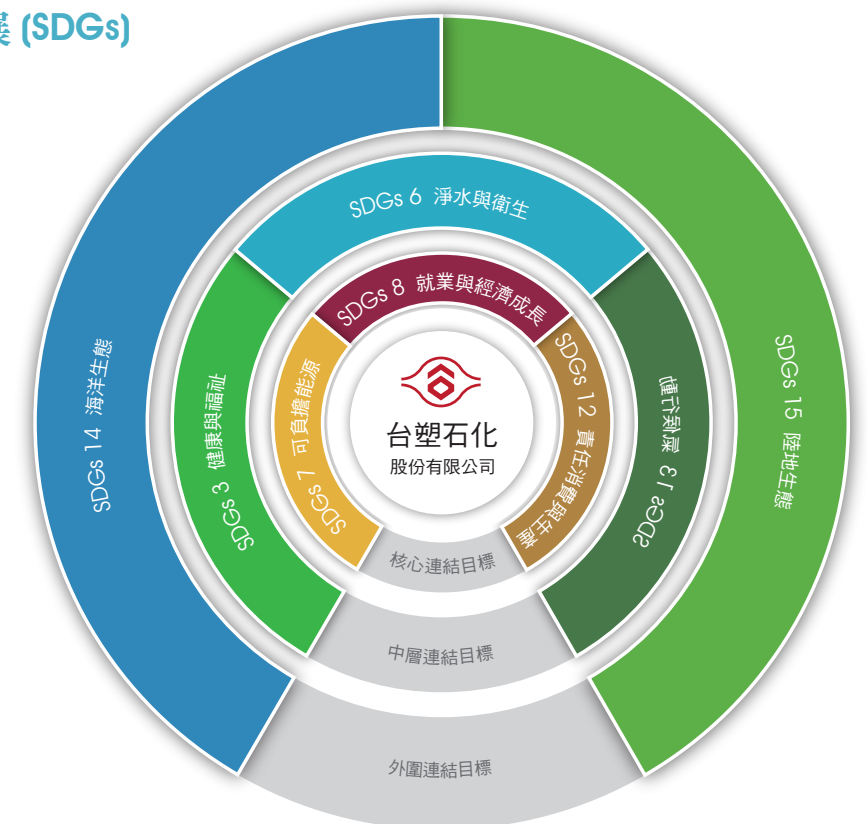 展 (SDGs)
SDGs 14 海洋生態
SDGs 15 陸地生態
SDGs 6 淨水與衛生
SDGs 3 健康與福祉
SDGs 13 氣候行動
SDGs 8 就業與經濟成長
SDGs 7 可負擔能源
SDGs 12 責任消費與生產
台塑石化
股份有限公司
核心連結目標
中層連結目標
外圍連結目標